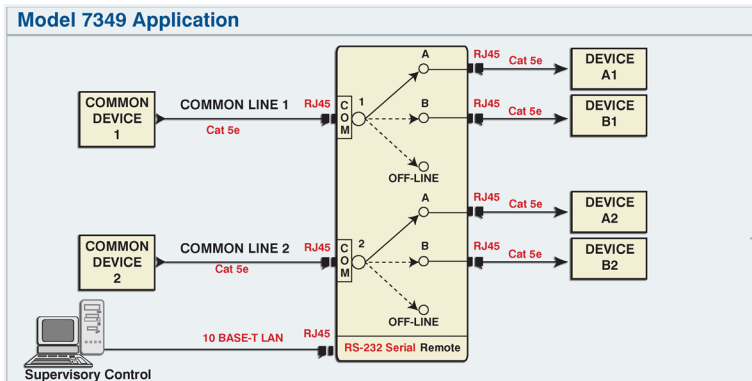 Model 7349 Application
A
RJ45
Cat 5e
DEVICE
A1
COMMON
DEVICE
1
COMMON LINE 1
Cat 5e
RJ45
C
O
M
1
B
RJ45
Cat 5e
DEVICE
B1
OFF-LINE
A
RJ45
Cat 5e
DEVICE
A2
COMMON
DEVICE
2
COMMON LINE 2
Cat 5e
RJ45
C
O
M
2
B
RJ45
Cat 5e
DEVICE
B2
OFF-LINE
10 BASE-T LAN
RJ45
RS-232 Serial Remote
Supervisory Control